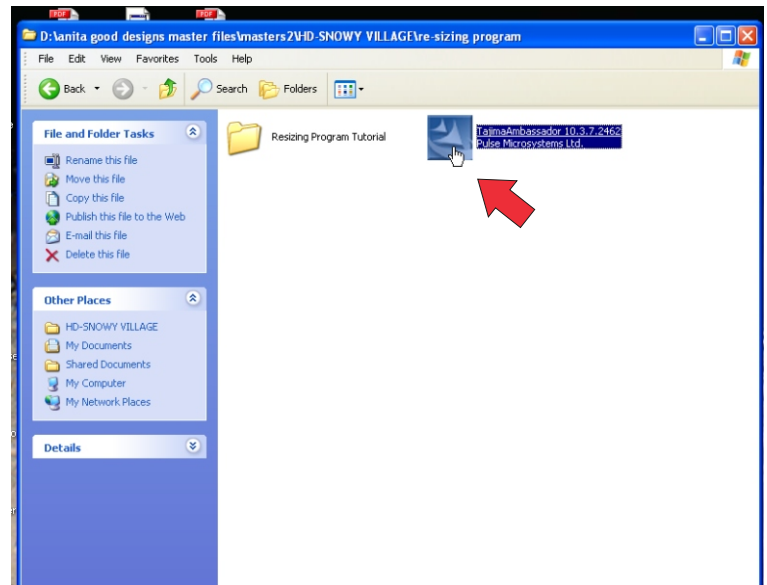 PDF
PDF
D:\anita good designs master files\masters2\HD-SNOWY VILLAGE\re-sizing program
File Edit View Favorites Tools Help
Back Search Folders
File and Folder Tasks
Rename this file
Move this file
Copy this file
Publish this file to the Web
E-mail this file
Delete this file
Other Places
HD-SNOWY VILLAGE
My Documents
Shared Documents
My Computer
My Network Places
Details
Resizing Program Tutorial
TajimaAmbassador 10.3.7.2462
Pulse Microsystems Ltd.